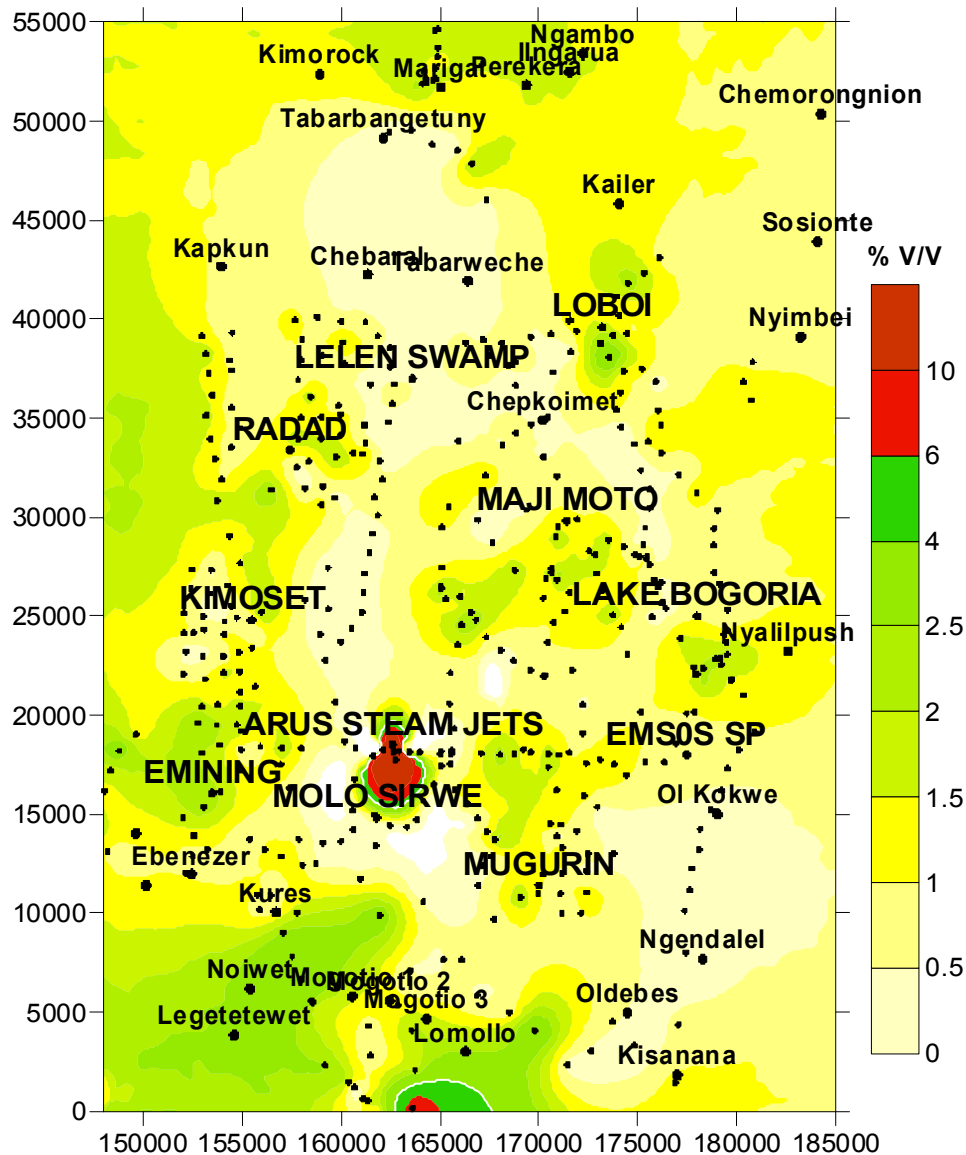 55000
Ngambo
Kimorock
Ilngarua
Marigat
Perekera
Chemorongnion
50000
Tabarbangetuny
Kailer
45000
Sosionte
Kapkun
Chebaral
Tabarweche
% V/V
40000
LOBOI
Nyimbei
LELEN SWAMP
10
Chepkoimet
35000
RADAD
6
MAJI MOTO
30000
4
KIMOSET
LAKE BOGORIA
25000
2.5
Nyalilpush
20000
ARUS STEAM JETS
EMS0S SP
2
EMINING
MOLO SIRWE
Ol Kokwe
15000
1.5
Ebenezer
MUGURIN
1
Kures
10000
Ngendalel
0.5
Noiwet
Mogotio 1
Mogotio 2
Mogotio 3
Oldebes
Legetetewet
5000
Lomollo
Kisanana
0
0
150000 155000 160000 165000 170000 175000 180000 185000